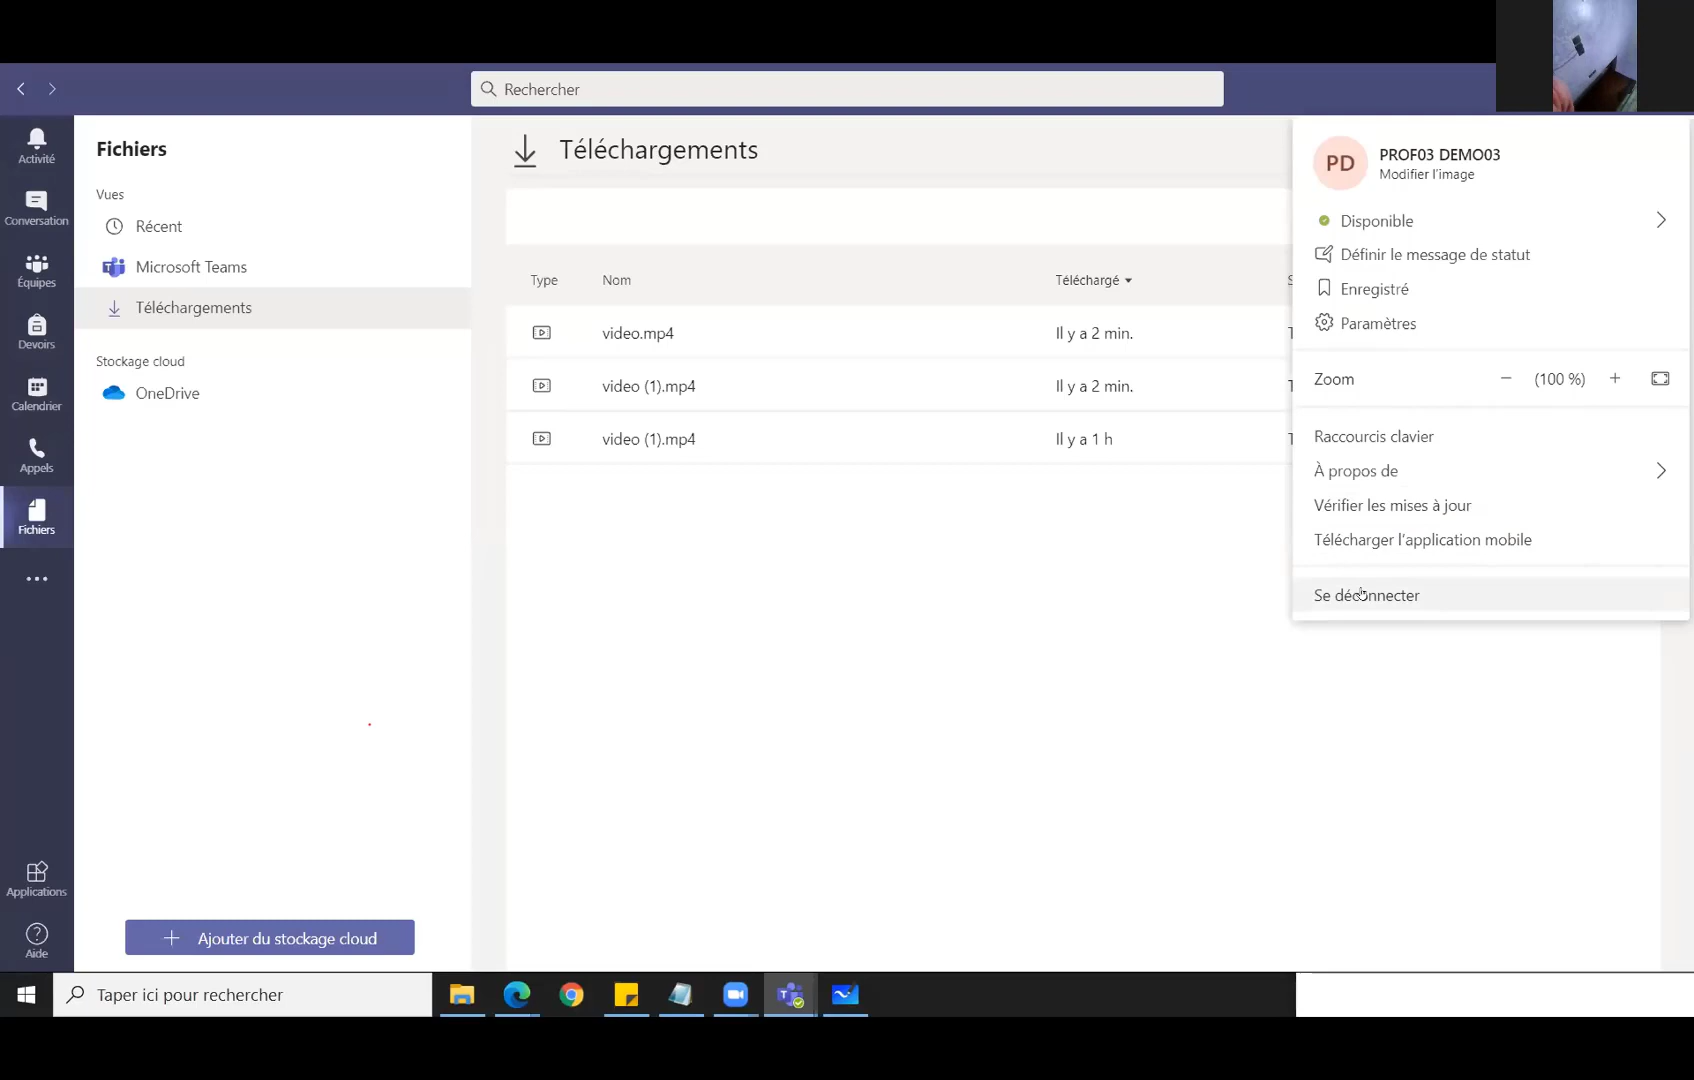 Rechercher
Activité
Conversation
Équipes
Devoirs
Calendrier
Appels
Fichiers
Applications
Aide
Fichiers
Vues
Récent
Microsoft Teams
Téléchargements
Stockage cloud
OneDrive
Ajouter du stockage cloud
Téléchargements
Type Nom Téléchargé
video.mp4 Il y a 2 min.
video (1).mp4 Il y a 2 min.
video (1).mp4 Il y a 1 h
PD
PROF03 DEMO03
Modifier l'image
Disponible
Définir le message de statut
Enregistré
Paramètres
Zoom (100 %)
Raccourcis clavier
À propos de
Vérifier les mises à jour
Télécharger l'application mobile
Se déconnecter
Taper ici pour rechercher